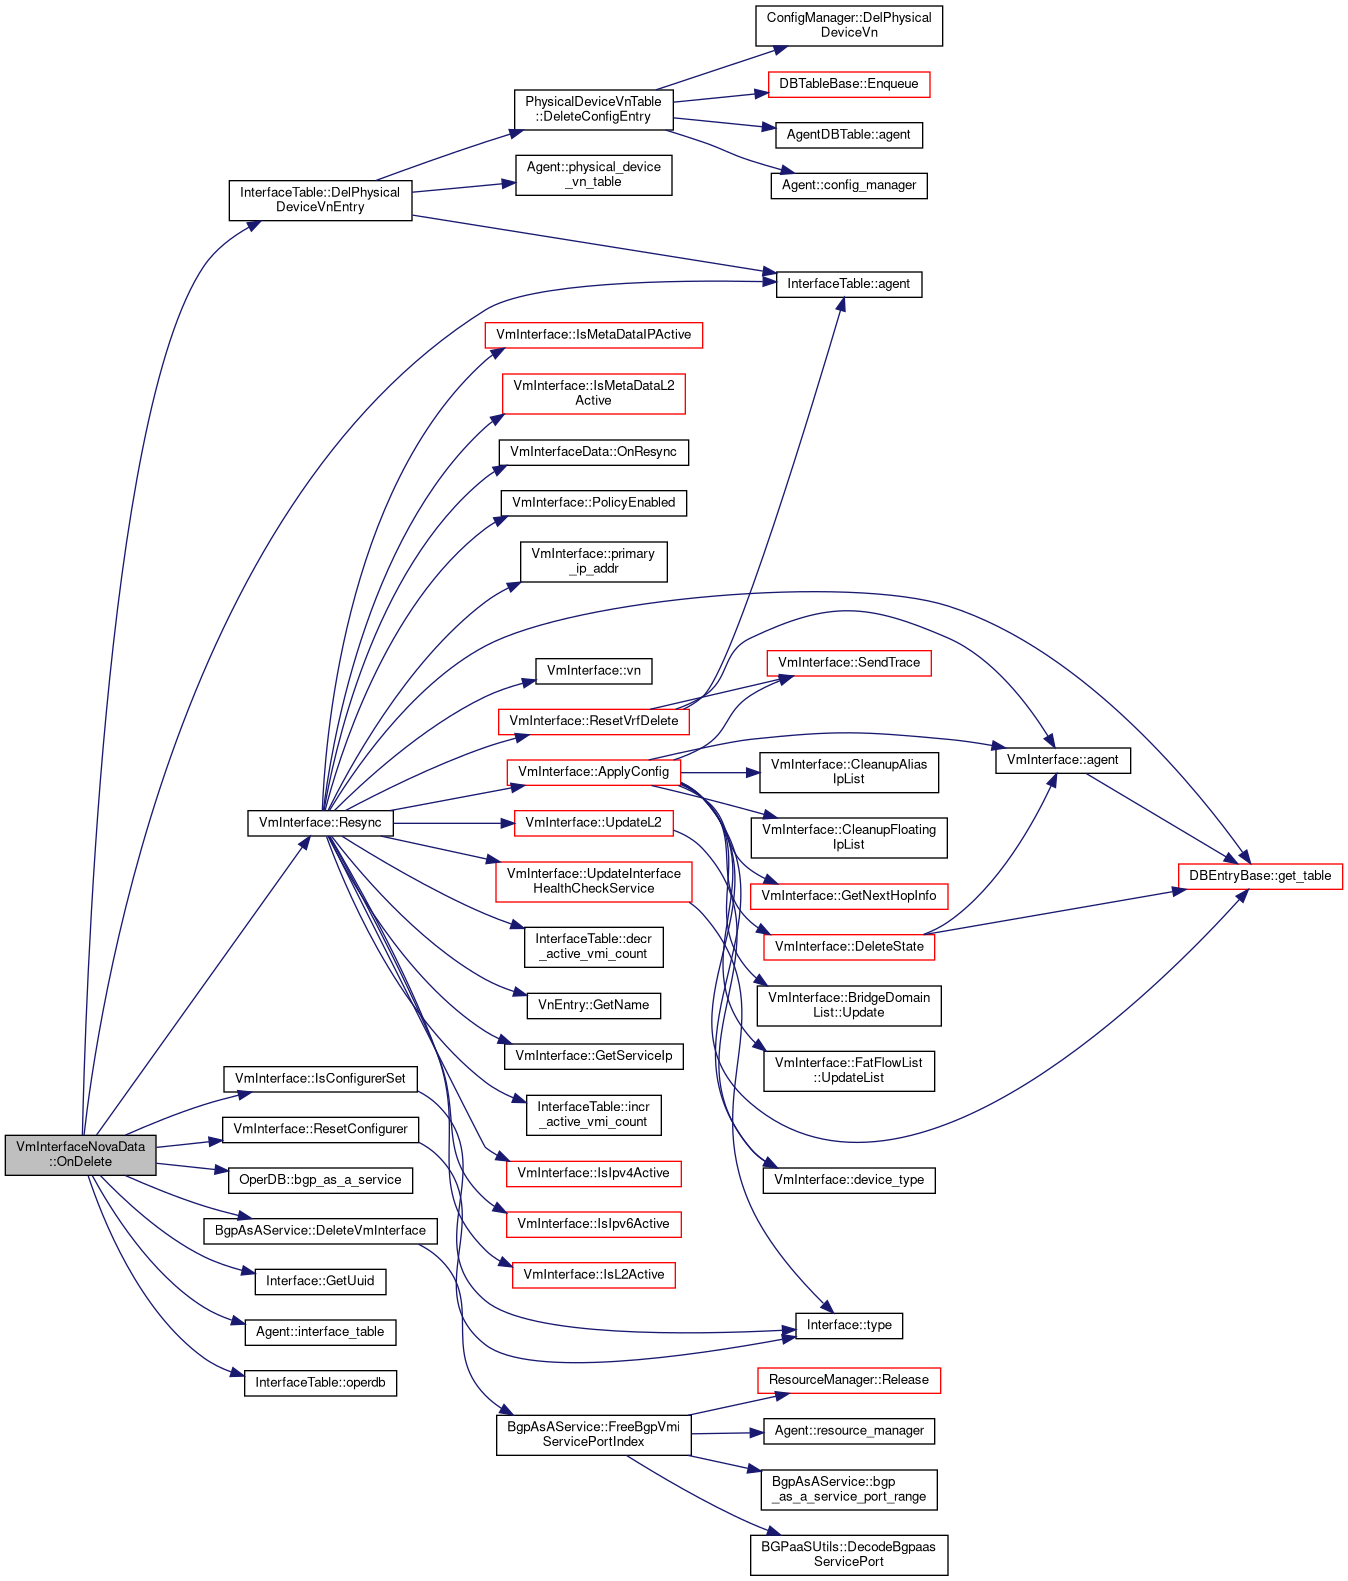 ConfigManager::DelPhysical
DeviceVn
DBTableBase::Enqueue
PhysicalDeviceVnTable
::DeleteConfigEntry
AgentDBTable::agent
Agent::physical_device
_vn_table
Agent::config_manager
InterfaceTable::DelPhysical
DeviceVnEntry
InterfaceTable::agent
VmInterface::IsMetaDataIPActive
VmInterface::IsMetaDataL2
Active
VmInterfaceData::OnResync
VmInterface::PolicyEnabled
VmInterface::primary
_ip_addr
VmInterface::SendTrace
VmInterface::vn
VmInterface::ResetVrfDelete
VmInterface::agent
VmInterface::ApplyConfig
VmInterface::CleanupAlias
IpList
VmInterface::Resync
VmInterface::UpdateL2
VmInterface::CleanupFloating
IpList
VmInterface::UpdateInterface
HealthCheckService
DBEntryBase::get_table
VmInterface::GetNextHopInfo
InterfaceTable::decr
_active_vmi_count
VmInterface::DeleteState
VnEntry::GetName
VmInterface::BridgeDomain
List::Update
VmInterface::GetServiceIp
VmInterface::FatFlowList
::UpdateList
VmInterface::IsConfigurerSet
InterfaceTable::incr
_active_vmi_count
VmInterface::ResetConfigurer
VmInterfaceNovaData
::OnDelete
OperDB::bgp_as_a_service
VmInterface::IsIpv4Active
VmInterface::device_type
BgpAsAService::DeleteVmInterface
VmInterface::IsIpv6Active
Interface::GetUuid
VmInterface::IsL2Active
Agent::interface_table
Interface::type
InterfaceTable::operdb
ResourceManager::Release
BgpAsAService::FreeBgpVmi
ServicePortIndex
Agent::resource_manager
BgpAsAService::bgp
_as_a_service_port_range
BGPaaSUtils::DecodeBgpaas
ServicePort